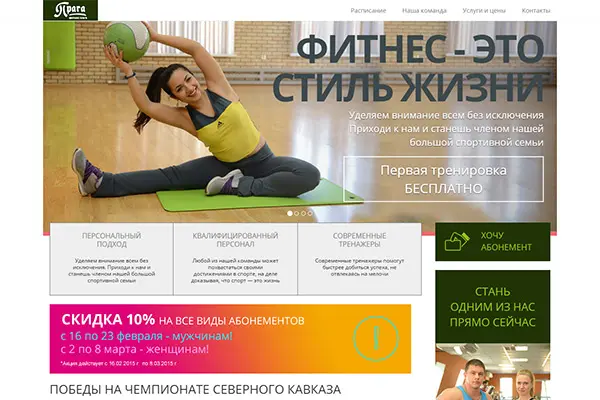 Прага
Расписание
Наша команда
Услуги и цены
Контакты
ФИТНЕС - ЭТО
СТИЛЬ ЖИЗНИ
Уделяем внимание всем без исключения
Приходи к нам и станешь членом нашей
большой спортивной семьи
Первая тренировка
БЕСПЛАТНО
ПЕРСОНАЛЬНЫЙ
ПОДХОД
Уделяем внимание всем без
исключения. Приходи к нам и
станешь членом нашей большой
спортивной семьи
КВАЛИФИЦИРОВАННЫЙ
ПЕРСОНАЛ
Любой из нашей команды может
похвастаться своими
достижениями в спорте, на деле
доказывая, что спорт — это жизнь
СОВРЕМЕННЫЕ
ТРЕНАЖЕРЫ
Современные тренажеры помогут
быстрее добиться успеха, не
отвлекаясь на мелочи
ХОЧУ
АБОНЕМЕНТ
СКИДКА 10% НА ВСЕ ВИДЫ АБОНЕМЕНТОВ
с 16 по 23 февраля - мужчинам!
с 2 по 8 марта - женщинам!
*Акция действует с 16.02.2015 г по 8.03.2015 г
СТАНЬ
ОДНИМ ИЗ НАС
ПРЯМО СЕЙЧАС
ПОБЕДЫ НА ЧЕМПИОНАТЕ СЕВЕРНОГО КАВКАЗА